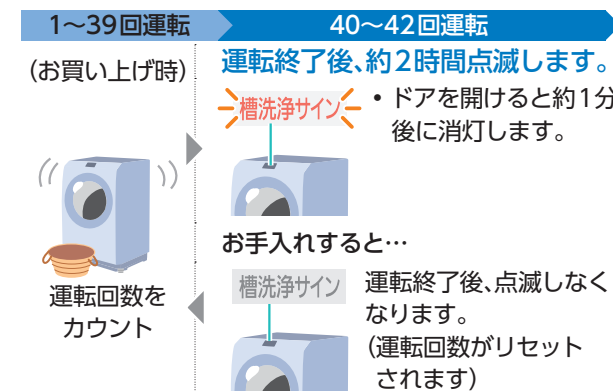 1～39回運転
40～42回運転
(お買い上げ時)
運転回数を
カウント
運転終了後、約2時間点滅します。
槽洗浄サイン
• ドアを開けると約1分
後に消灯します。
お手入れすると…
槽洗浄サイン
運転終了後、点滅しなく
なります。
(運転回数がリセット
されます)